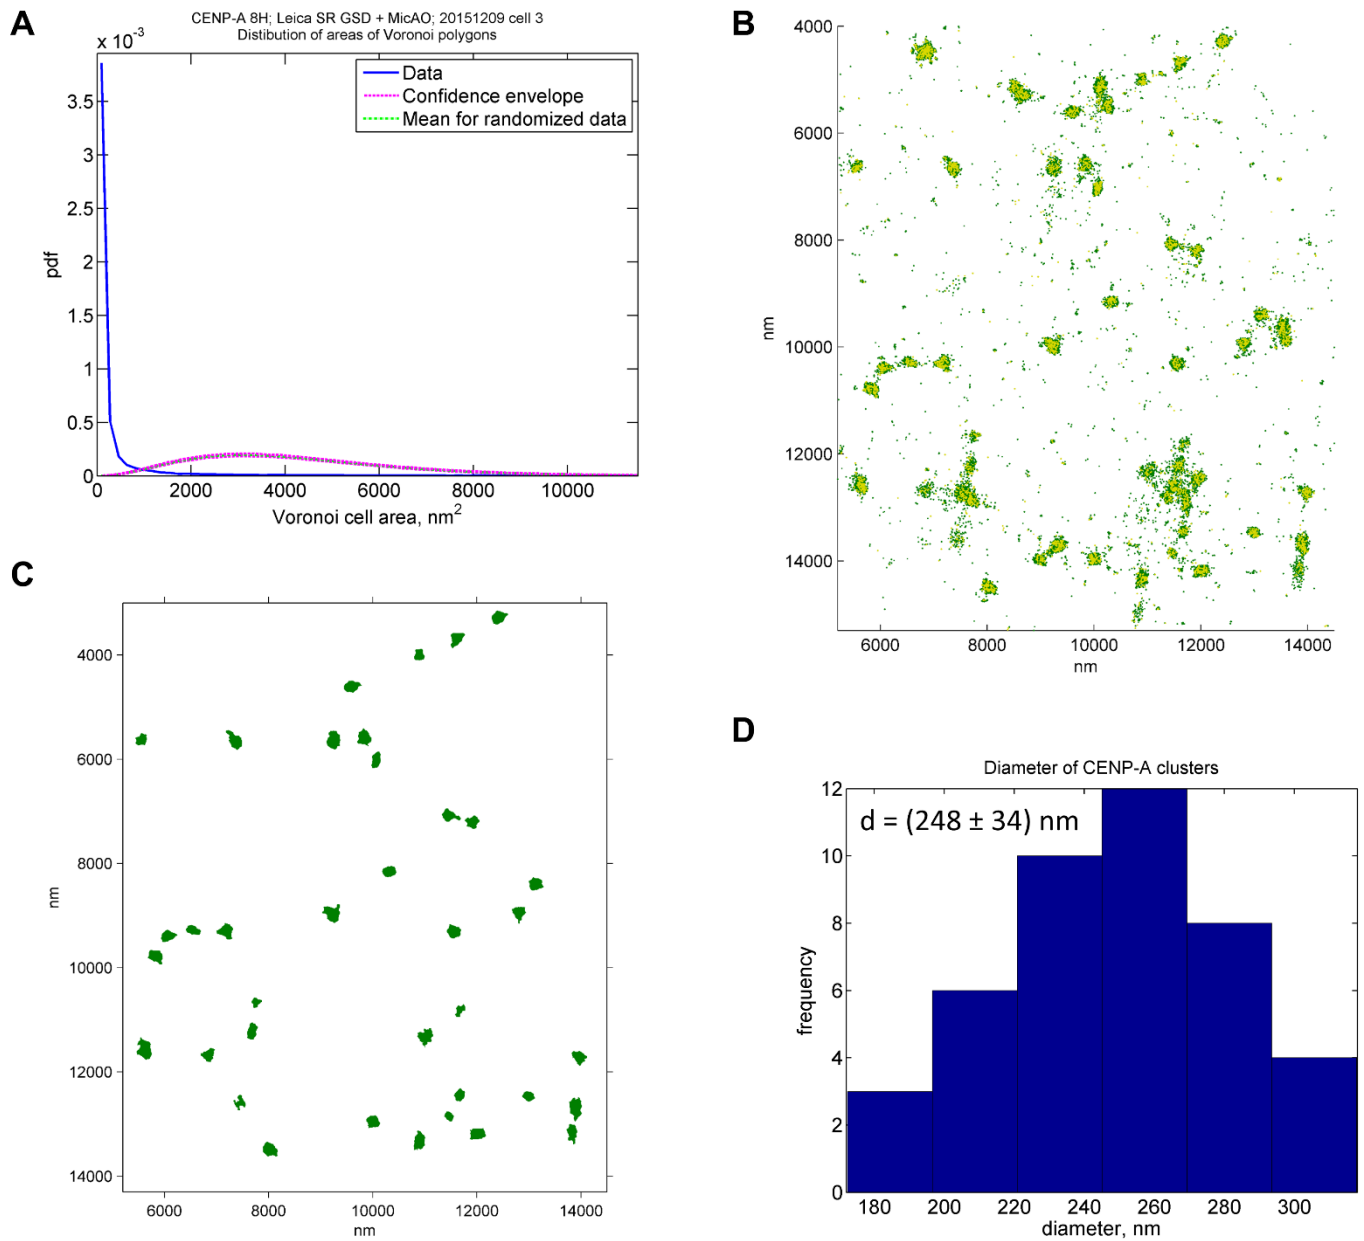 A
CENP-A 8H; Leica SR GSD + MicAO; 20151209 cell 3
Distibution of areas of Voronoi polygons
x 10-3
Data
Confidence envelope
Mean for randomized data
3.5
3
2.5
2
1.5
1
0.5
0
pdf
0 2000 4000 6000 8000 10000
Voronoi cell area, nm2
B
4000
6000
8000
10000
12000
14000
nm
6000 8000 10000 12000 14000
nm
C
4000
6000
8000
10000
12000
14000
nm
6000 8000 10000 12000 14000
nm
D
Diameter of CENP-A clusters
d = (248 ± 34) nm
12
10
8
6
4
2
0
frequency
180 200 220 240 260 280 300
diameter, nm